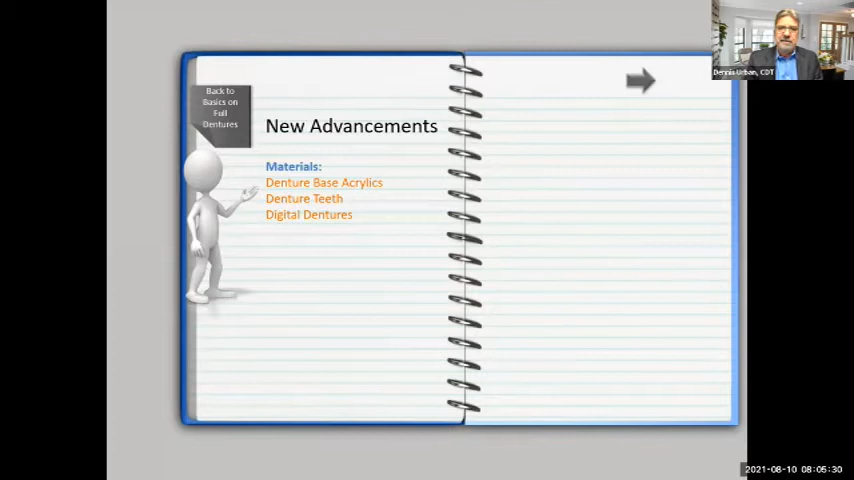 Back to
Basics on
Full
Dentures
New Advancements
Materials:
Denture Base Acrylics
Denture Teeth
Digital Dentures
Dennis Urban, CDT
2021-08-10 08:05:30